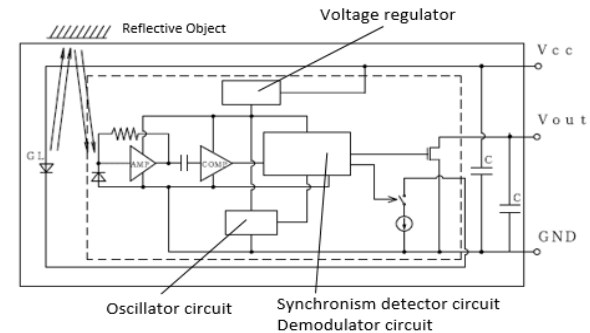 Voltage regulator
Reflective Object
Vcc
Vout
GL
AMP
COMP
C
C
GND
Oscillator circuit
Synchronism detector circuit
Demodulator circuit